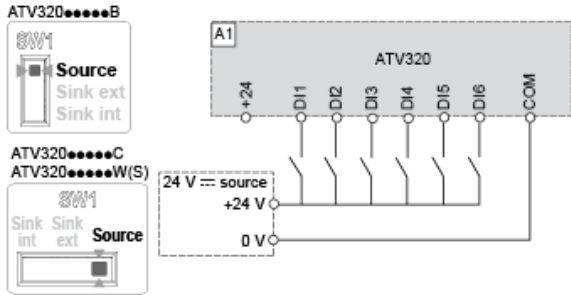 ATV320●●●●●B
SW1
Source
Sink ext
Sink int
ATV320●●●●●C
ATV320●●●●●W(S)
SW1
Sink int
Sink ext
Source
A1
ATV320
+24
DI1
DI2
DI3
DI4
DI5
DI6
COM
24 V ⎓ source
+24 V
0 V